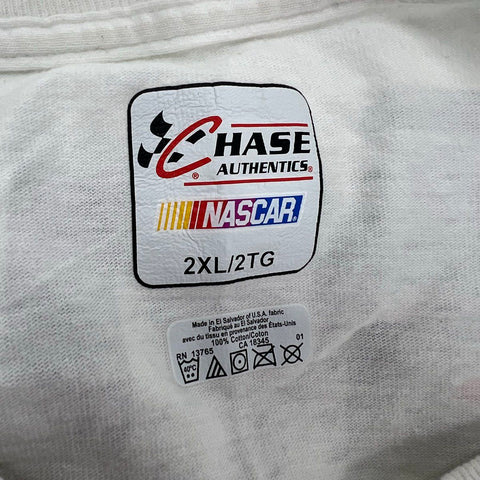 CHASE
AUTHENTICS®
NASCAR
2XL/2TG
Made in El Salvador of U.S.A. fabric
Fabriqué au El Salvador
avec du tissu en provenance des États-Unis
100% Cotton/Coton
RN 13765 CA 18345 01
40°C